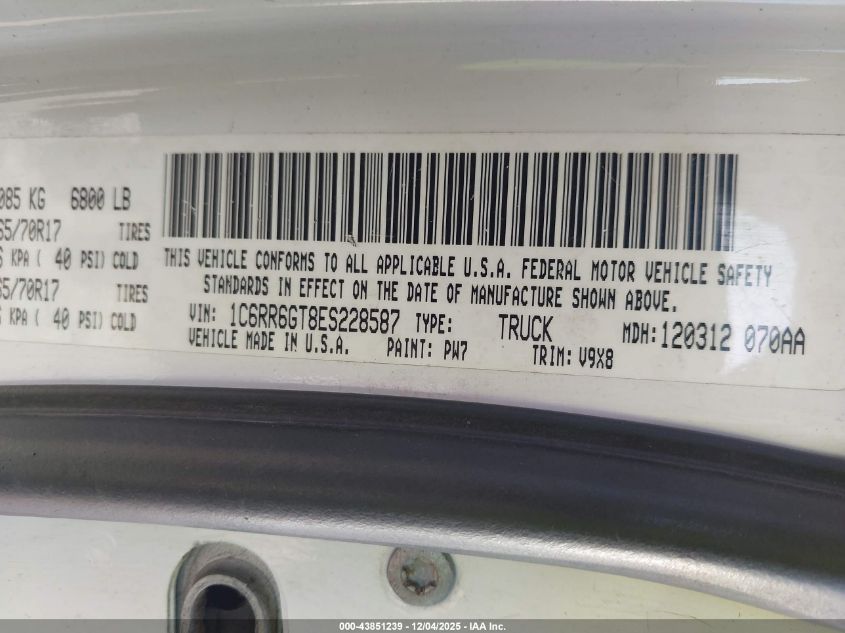 085 KG 6800 LB
65/70R17 TIRES
KPA ( 40 PSI) COLD
65/70R17 TIRES
KPA ( 40 PSI) COLD
THIS VEHICLE CONFORMS TO ALL APPLICABLE U.S.A. FEDERAL MOTOR VEHICLE SAFETY
STANDARDS IN EFFECT ON THE DATE OF MANUFACTURE SHOWN ABOVE.
VIN: 1C6RR6GT8ES228587 TYPE: TRUCK MDH: 120312 070AA
VEHICLE MADE IN U.S.A. PAINT: PW7 TRIM: V9X8
000-43851239 - 12/04/2025 - IAA Inc.